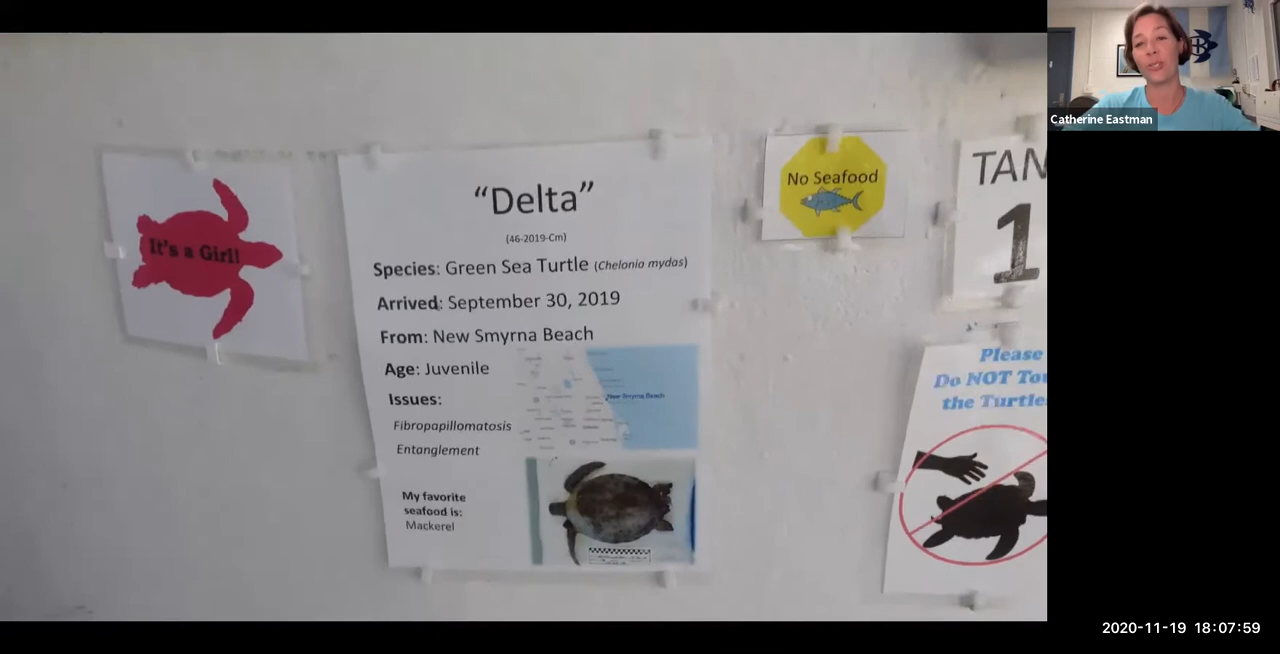 It's a Girl!
“Delta”
(46-2019-Cm)
Species: Green Sea Turtle (Chelonia mydas)
Arrived: September 30, 2019
From: New Smyrna Beach
Age: Juvenile
Issues:
Fibropapillomatosis
Entanglement
My favorite
seafood is:
Mackerel
New Smyrna Beach
No Seafood
TAN
1
Please
Do NOT Tou
the Turtle
Catherine Eastman
2020-11-19 18:07:59